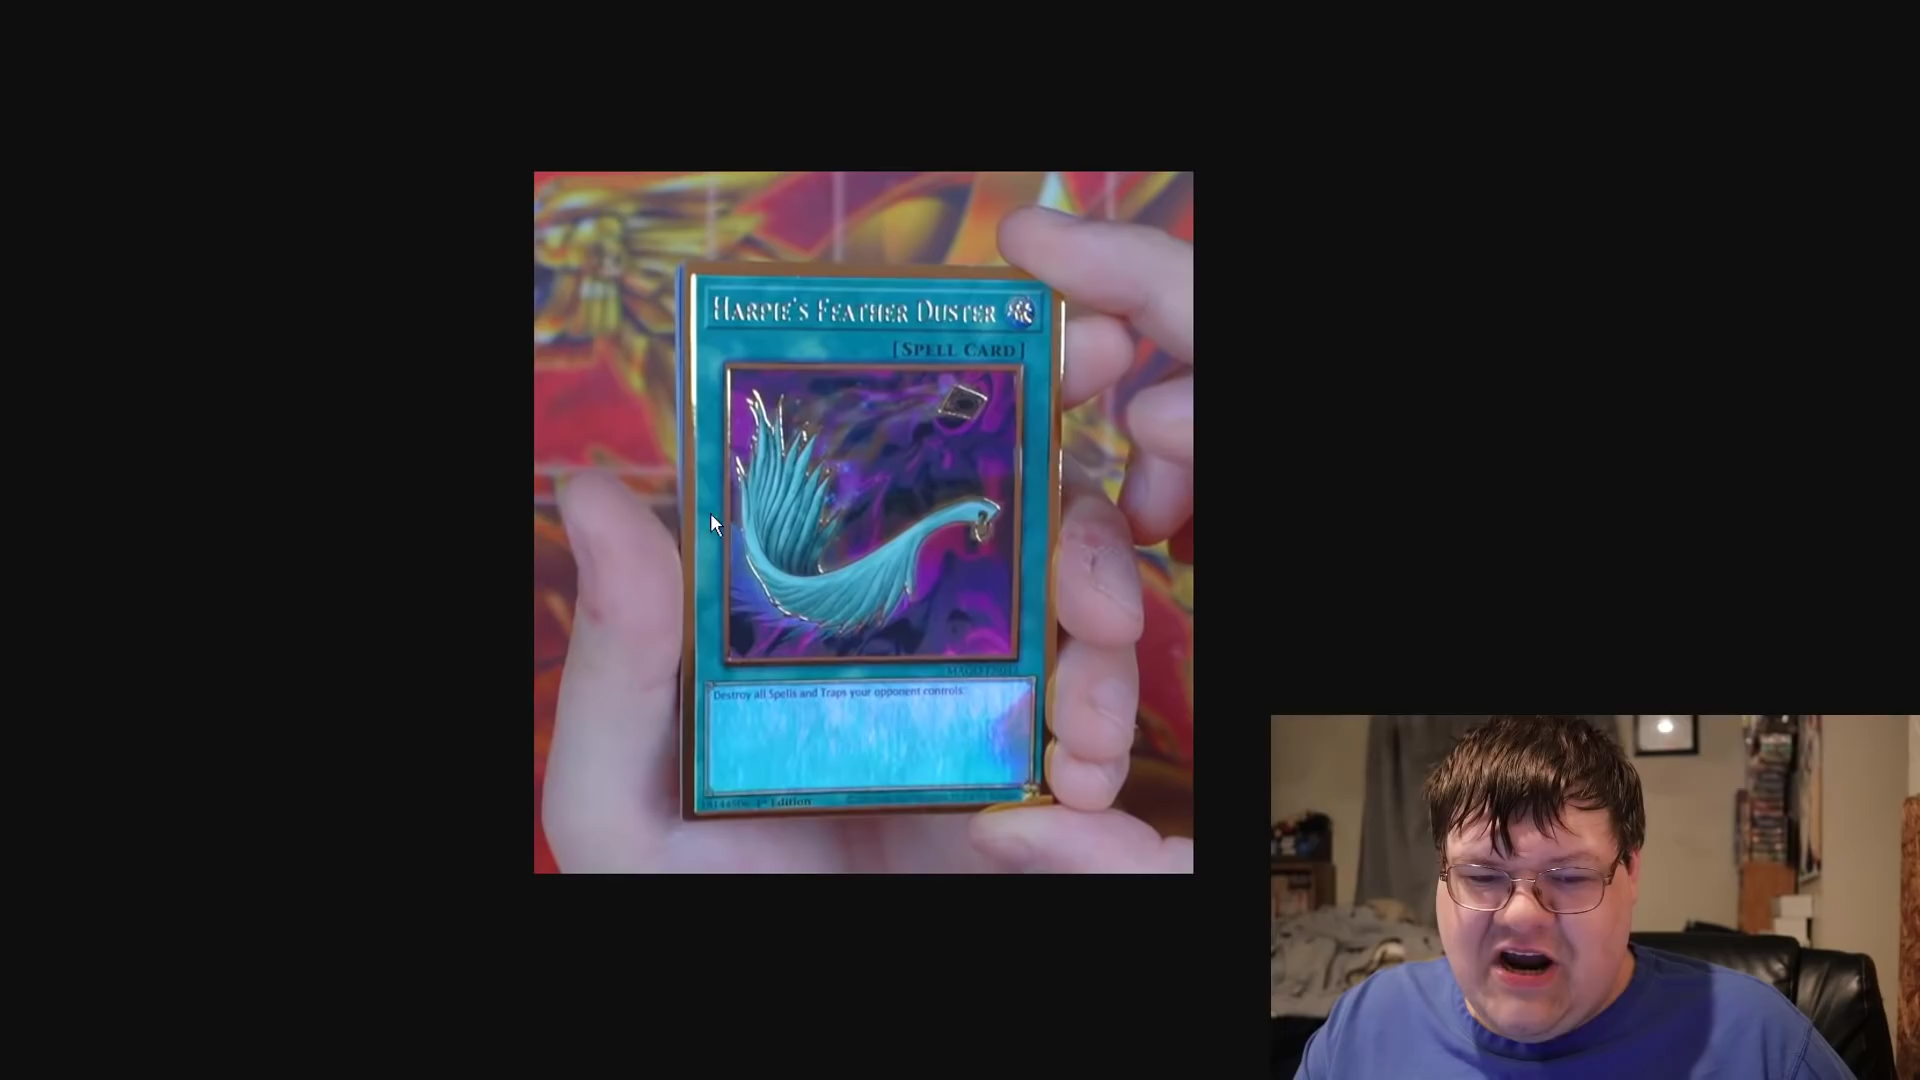 Harpie's Feather Duster
[Spell Card]
Destroy all Spells and Traps your opponent controls.
1st Edition